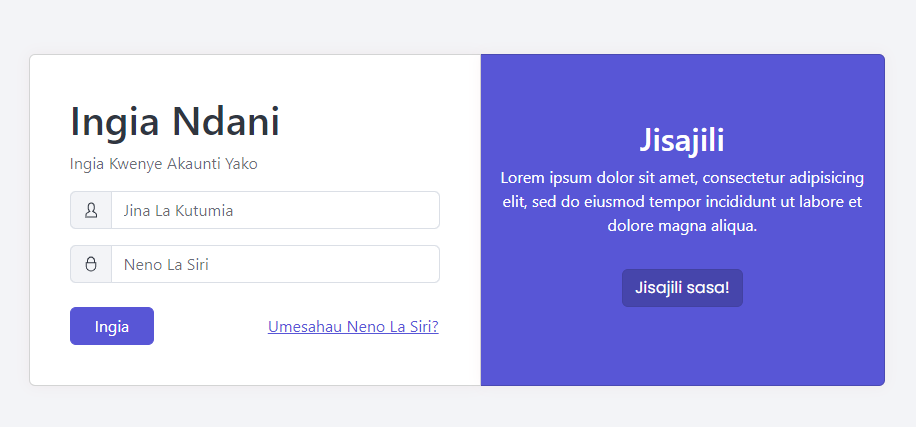 Ingia Ndani
Ingia Kwenye Akaunti Yako
Jina La Kutumia
Neno La Siri
Ingia
Umesahau Neno La Siri?
Jisajili
Lorem ipsum dolor sit amet, consectetur adipisicing
elit, sed do eiusmod tempor incididunt ut labore et
dolore magna aliqua.
Jisajili sasa!